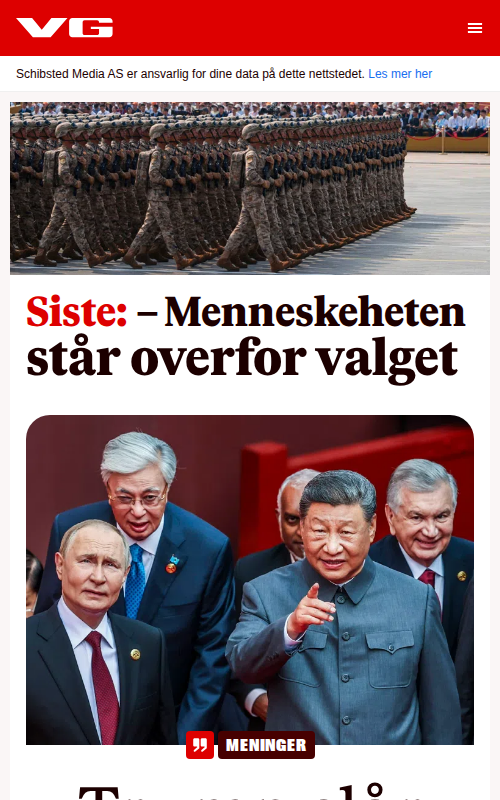 VG
Schibsted Media AS er ansvarlig for dine data på dette nettstedet. Les mer her
Siste: – Menneskeheten
står overfor valget
MENINGER